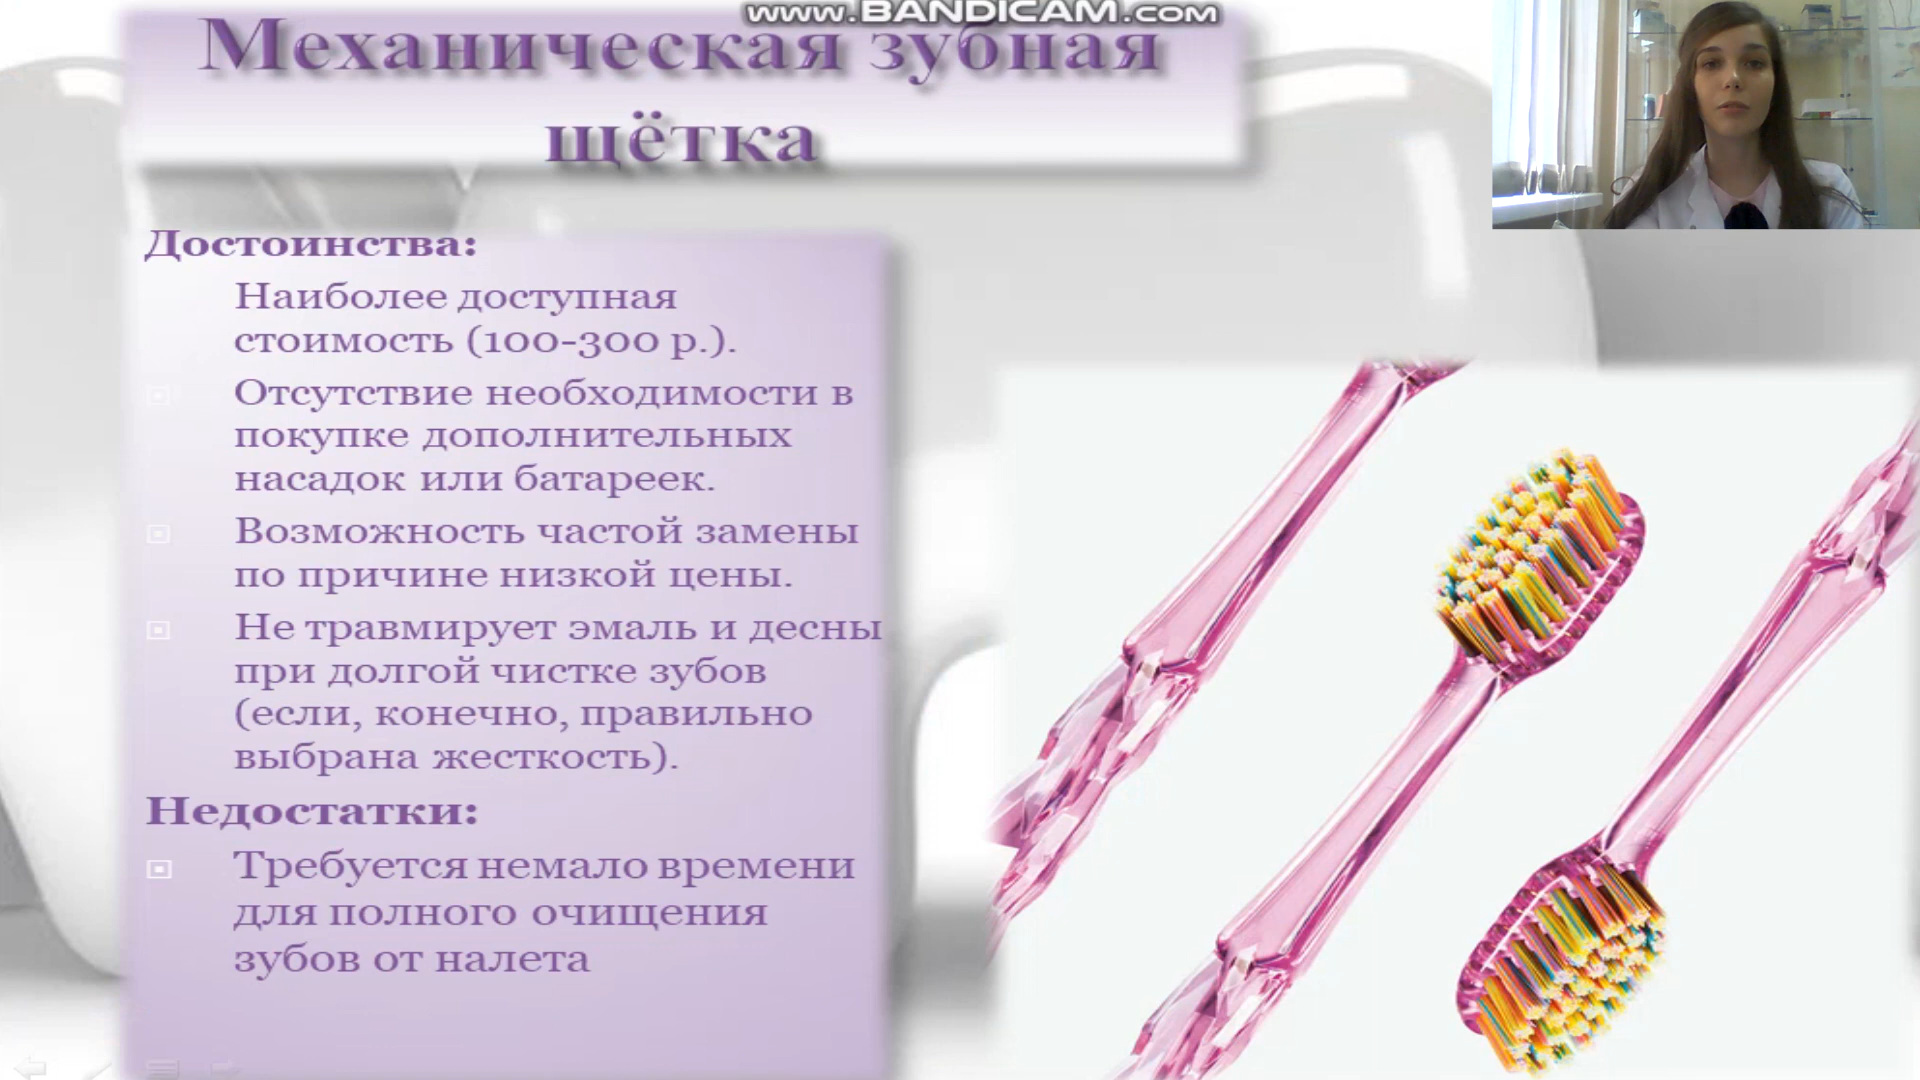 www.BANDICAM.com
Механическая зубная
щётка
Достоинства:
Наиболее доступная
стоимость (100-300 р.).
Отсутствие необходимости в
покупке дополнительных
насадок или батареек.
Возможность частой замены
по причине низкой цены.
Не травмирует эмаль и десны
при долгой чистке зубов
(если, конечно, правильно
выбрана жесткость).
Недостатки:
Требуется немало времени
для полного очищения
зубов от налета